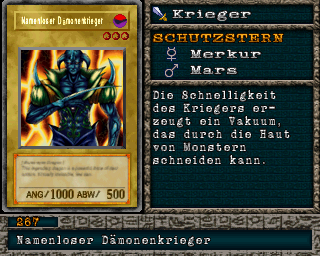 Namenloser Dämonenkrieger
ANG/ 1000 ABW/ 500
Krieger
SCHUTZSTERN
Merkur
Mars
Die Schnelligkeit
des Kriegers er-
zeugt ein Vakuum,
das durch die Haut
von Monstern
schneiden kann.
267
Namenloser Dämonenkrieger